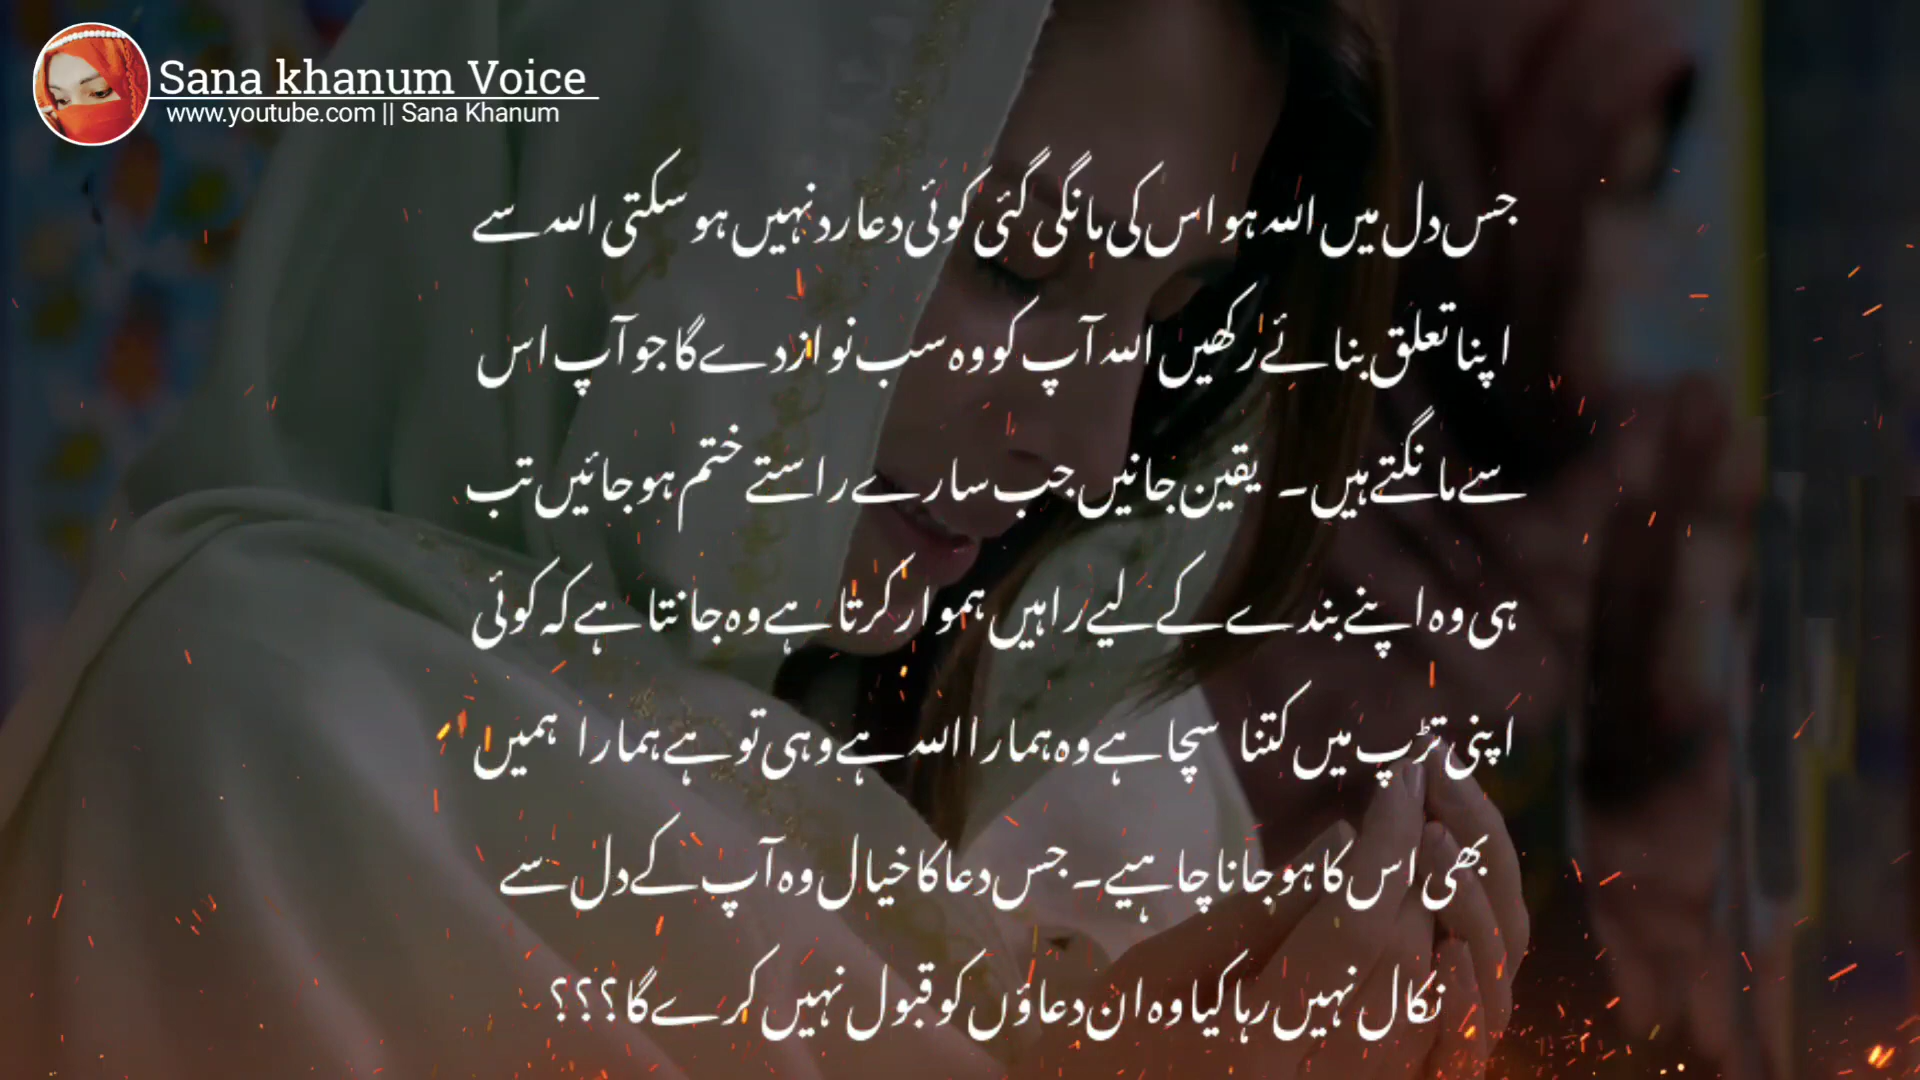 Sana khanum Voice
www.youtube.com || Sana Khanum
جس دل میں اللہ ہو اس کی مانگی گئی کوئی دعا رد نہیں ہو سکتی اللہ سے
اپنا تعلق بنائے رکھیں اللہ آپ کو وہ سب نواز دے گا جو آپ اس
سے مانگتے ہیں۔ یقین جانیں جب سارے راستے ختم ہو جائیں تب
ہی وہ اپنے بندے کے لیے راہیں ہموار کرتا ہے وہ جانتا ہے کہ کوئی
اپنی تڑپ میں کتنا سچا ہے وہ ہمارا اللہ ہے وہی تو ہے ہمارا ہمیں
بھی اس کا ہو جانا چاہیے۔ جس دعا کا خیال وہ آپ کے دل سے
نکال نہیں رہا کیا وہ ان دعاؤں کو قبول نہیں کرے گا؟؟؟